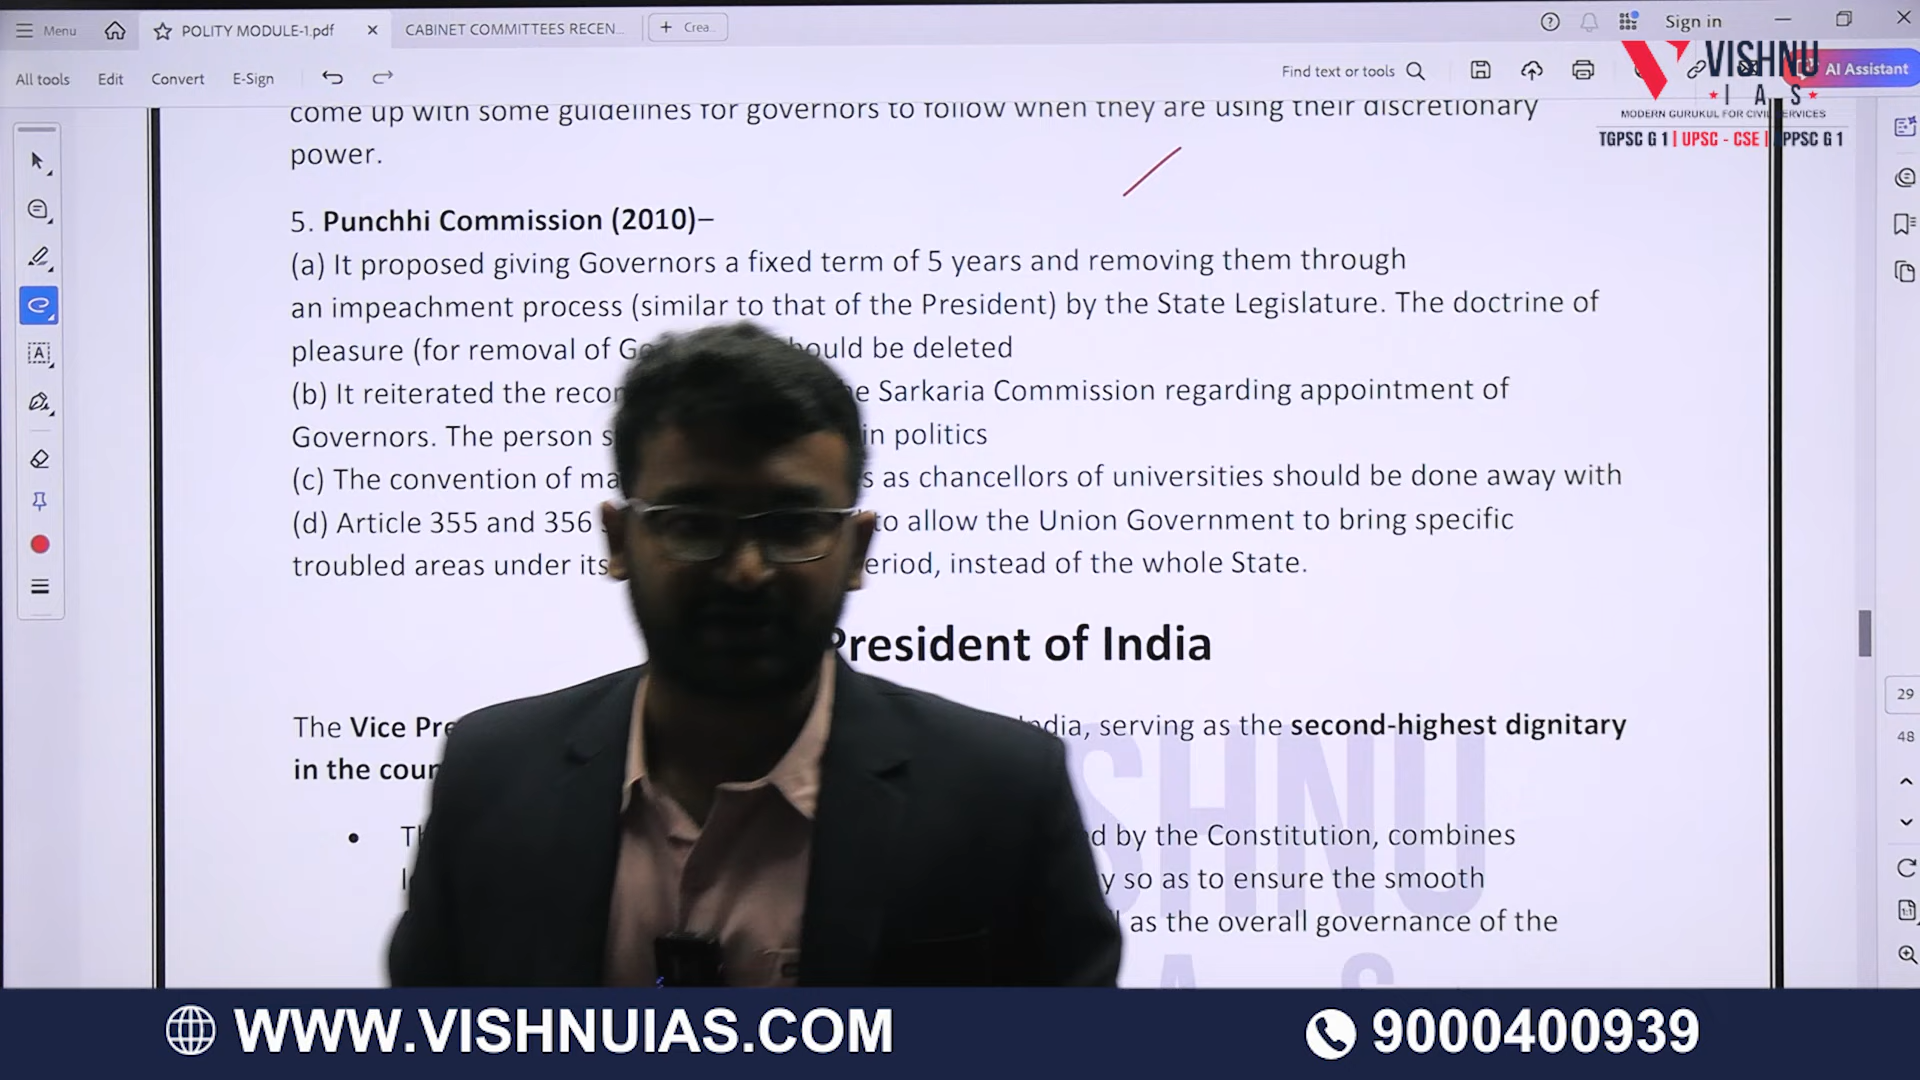 Menu
POLITY MODULE-1.pdf
CABINET COMMITTEES RECEN...
+ Crea..
Sign in
All tools
Edit
Convert
E-Sign
Find text or tools
AI Assistant
VISHNU
I A S
MODERN GURUKUL FOR CIVIL SERVICES
TGPSC G 1 | UPSC - CSE | APPSC G 1
come up with some guidelines for governors to follow when they are using their discretionary
power.
5. Punchhi Commission (2010)–
(a) It proposed giving Governors a fixed term of 5 years and removing them through
an impeachment process (similar to that of the President) by the State Legislature. The doctrine of
pleasure (for removal of ould be deleted
(b) It reiterated the Sarkaria Commission regarding appointment of
Governors. The person in politics
(c) The convention of as chancellors of universities should be done away with
(d) Article 355 and 356 to allow the Union Government to bring specific
troubled areas under its eriod, instead of the whole State.
President of India
The Vice India, serving as the second-highest dignitary
in the
by the Constitution, combines
so as to ensure the smooth
as the overall governance of the
SHNU
A S
29
48
WWW.VISHNUIAS.COM
9000400939